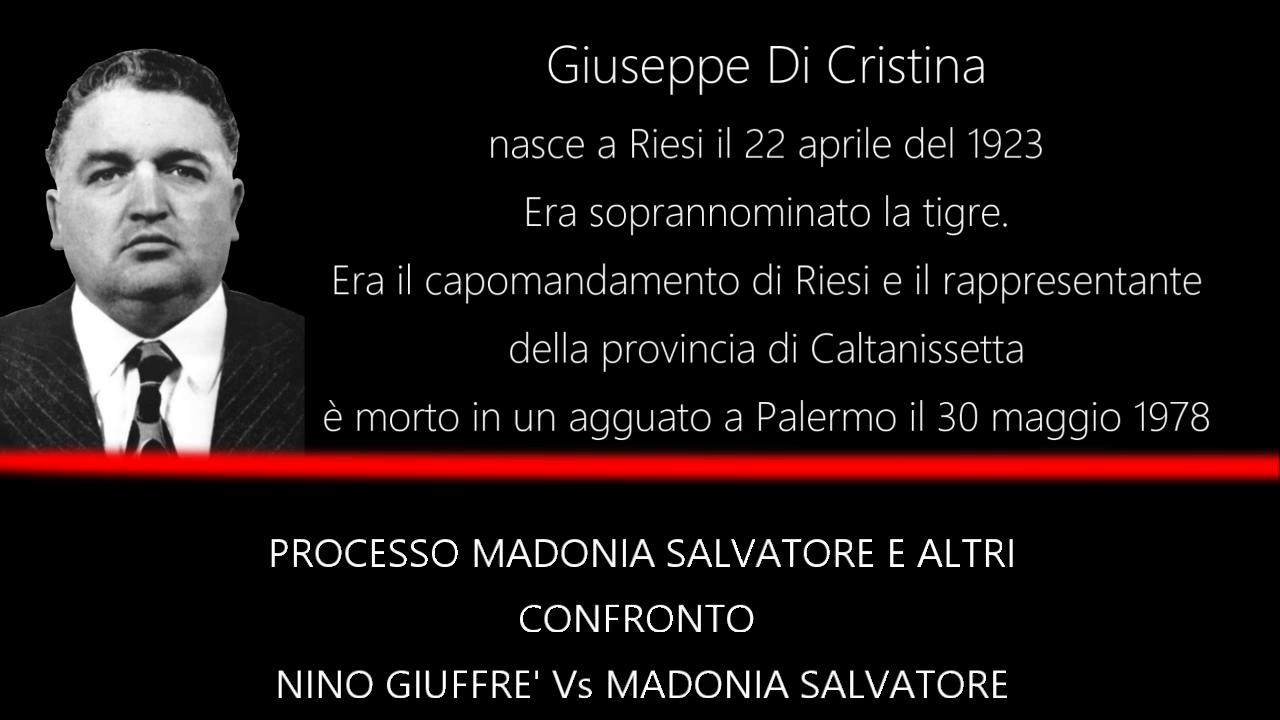 Giuseppe Di Cristina
nasce a Riesi il 22 aprile del 1923
Era soprannominato la tigre.
Era il capomandamento di Riesi e il rappresentante
della provincia di Caltanissetta
è morto in un agguato a Palermo il 30 maggio 1978
PROCESSO MADONIA SALVATORE E ALTRI
CONFRONTO
NINO GIUFFRE' Vs MADONIA SALVATORE